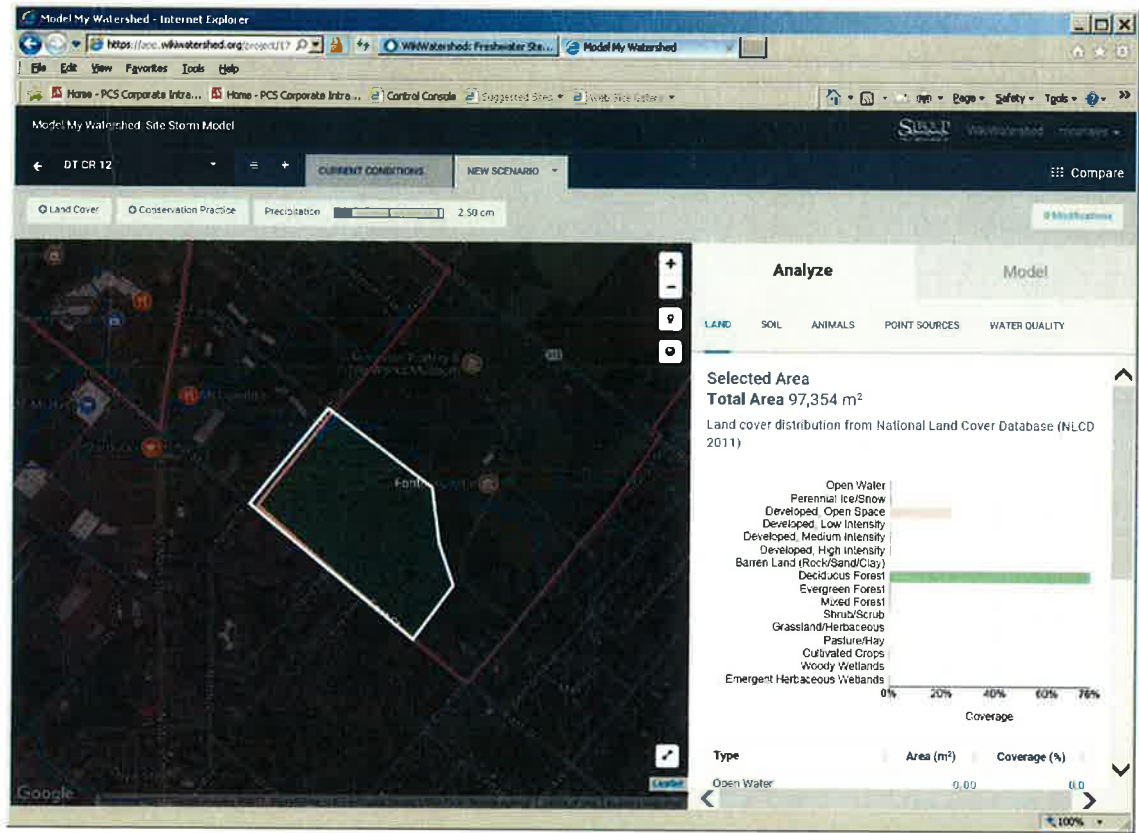 Model My Watershed - Internet Explorer
WikiWatershed: Freshwater Ste... Model My Watershed
File Edit View Favorites Tools Help
Home - PCS Corporate Intra... Home - PCS Corporate Intra... Control Console Suggested Sites Web Slice Gallery Page Safety Tools
Model My Watershed Site Storm Model
WikiWatershed
DT CR 12 CURRENT CONDITIONS NEW SCENARIO Compare
Land Cover Conservation Practice Precipitation 2.50 cm 0 Modifications
Analyze Model
LAND SOIL ANIMALS POINT SOURCES WATER QUALITY
McDonald's
Selected Area
Total Area 97,354 m²
Land cover distribution from National Land Cover Database (NLCD
2011)
Open Water
Perennial Ice/Snow
Developed, Open Space
Developed, Low Intensity
Developed, Medium Intensity
Developed, High Intensity
Barren Land (Rock/Sand/Clay)
Deciduous Forest
Evergreen Forest
Mixed Forest
Shrub/Scrub
Grassland/Herbaceous
Pasture/Hay
Cultivated Crops
Woody Wetlands
Emergent Herbaceous Wetlands
0% 20% 40% 60% 76%
Coverage
Type Area (m²) Coverage (%)
Open Water 0.00 0.0
Google
Leaflet
100%